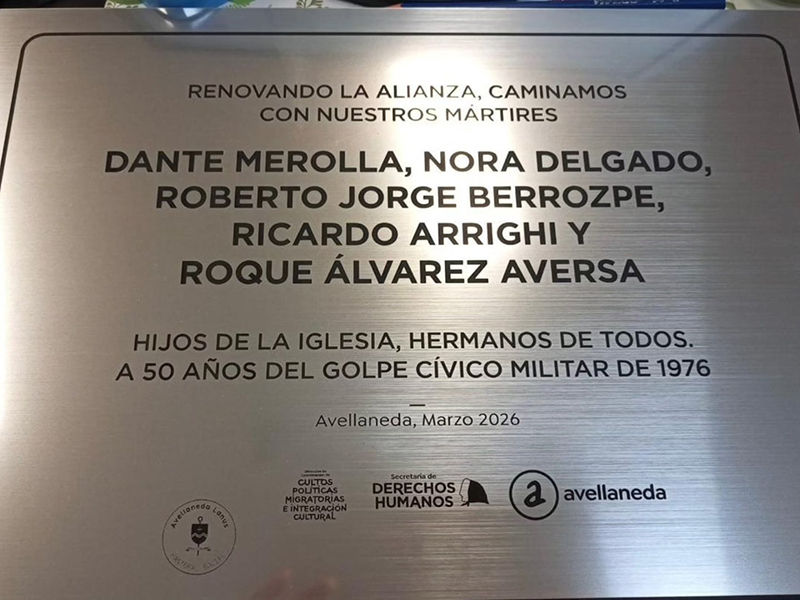 RENOVANDO LA ALIANZA, CAMINAMOS
CON NUESTROS MÁRTIRES
DANTE MEROLLA, NORA DELGADO,
ROBERTO JORGE BERROZPE,
RICARDO ARRIGHI Y
ROQUE ÁLVAREZ AVERSA
HIJOS DE LA IGLESIA, HERMANOS DE TODOS.
A 50 AÑOS DEL GOLPE CÍVICO MILITAR DE 1976
Avellaneda, Marzo 2026
Avellaneda Lanús
CULTOS
POLÍTICAS
MIGRATORIAS
E INTEGRACIÓN
CULTURAL
Secretaría de
DERECHOS
HUMANOS
a avellaneda